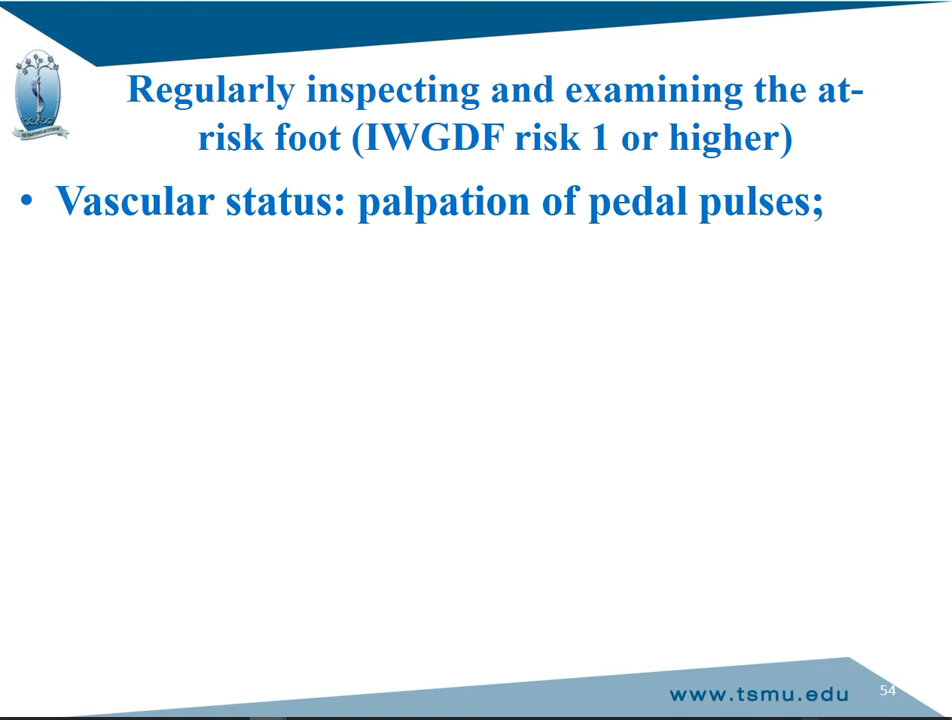 Regularly inspecting and examining the at-
risk foot (IWGDF risk 1 or higher)
• Vascular status: palpation of pedal pulses;
www.tsmu.edu
54